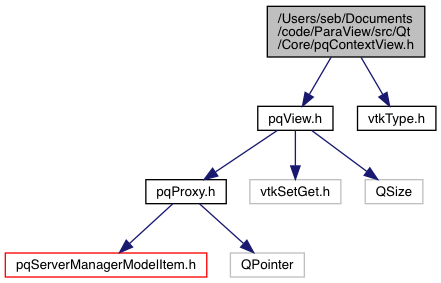 /Users/seb/Documents
/code/ParaView/src/Qt
/Core/pqContextView.h
pqView.h
vtkType.h
pqProxy.h
vtkSetGet.h
QSize
pqServerManagerModelItem.h
QPointer